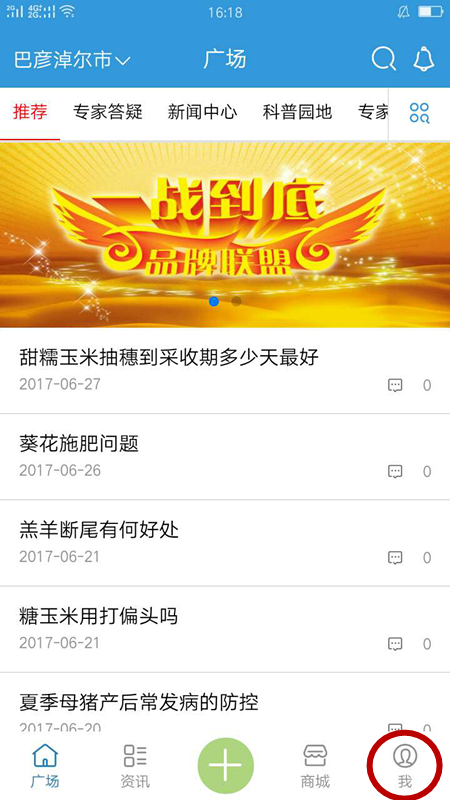 2G 4G+ 2G 16:18
巴彦淖尔市 广场
推荐 专家答疑 新闻中心 科普园地 专家
一战到底
品牌联盟
甜糯玉米抽穗到采收期多少天最好
2017-06-27 0
葵花施肥问题
2017-06-26 0
羔羊断尾有何好处
2017-06-21 0
糖玉米用打偏头吗
2017-06-21 0
夏季母猪产后常发病的防控
2017-06-20 0
广场 资讯 商城 我